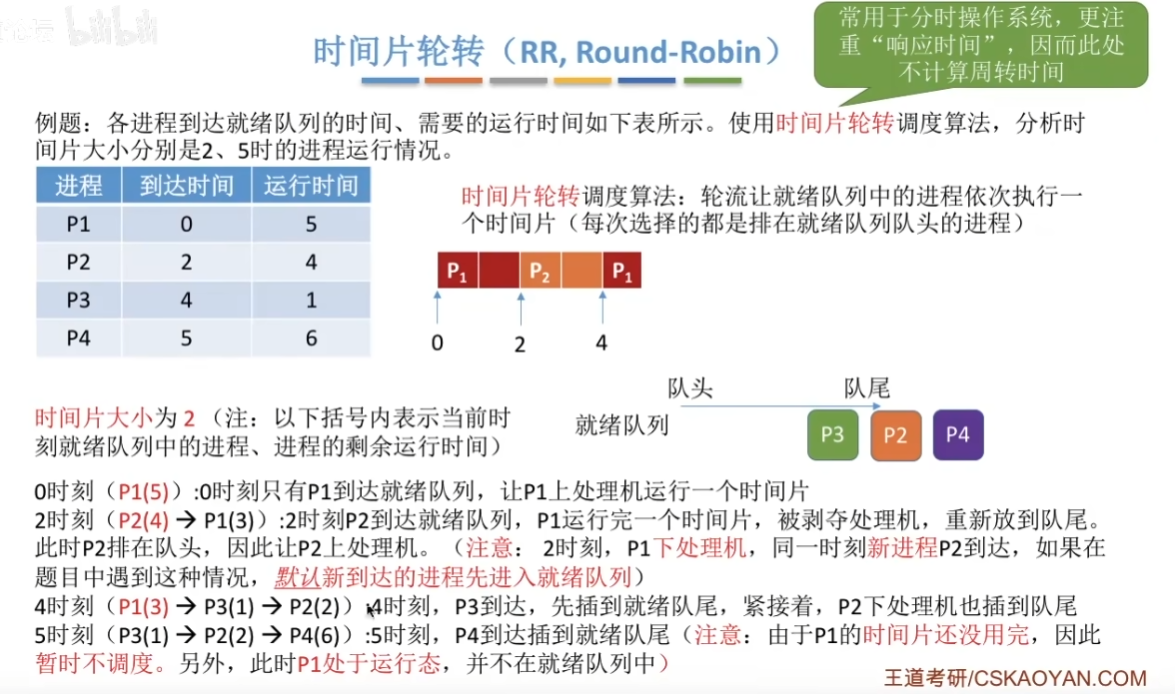 bilibili
常用于分时操作系统，更注
重“响应时间”，因而此处
不计算周转时间
时间片轮转（RR, Round-Robin）
例题：各进程到达就绪队列的时间、需要的运行时间如下表所示。使用时间片轮转调度算法，分析时
间片大小分别是2、5时的进程运行情况。
进程 到达时间 运行时间
P1 0 5
P2 2 4
P3 4 1
P4 5 6
时间片轮转调度算法：轮流让就绪队列中的进程依次执行一
个时间片（每次选择的都是排在就绪队列队头的进程）
P1 P2 P1
0 2 4
队头 队尾
就绪队列
P3 P2 P4
时间片大小为 2 （注：以下括号内表示当前时
刻就绪队列中的进程、进程的剩余运行时间）
0时刻（P1(5)）:0时刻只有P1到达就绪队列，让P1上处理机运行一个时间片
2时刻（P2(4) → P1(3)）:2时刻P2到达就绪队列，P1运行完一个时间片，被剥夺处理机，重新放到队尾。
此时P2排在队头，因此让P2上处理机。（注意： 2时刻，P1下处理机，同一时刻新进程P2到达，如果在
题目中遇到这种情况，默认新到达的进程先进入就绪队列）
4时刻（P1(3) → P3(1) → P2(2)）:4时刻，P3到达，先插到就绪队尾，紧接着，P2下处理机也插到队尾
5时刻（P3(1) → P2(2) → P4(6)）:5时刻，P4到达插到就绪队尾（注意：由于P1的时间片还没用完，因此
暂时不调度。另外，此时P1处于运行态，并不在就绪队列中）
王道考研/CSKAOYAN.COM